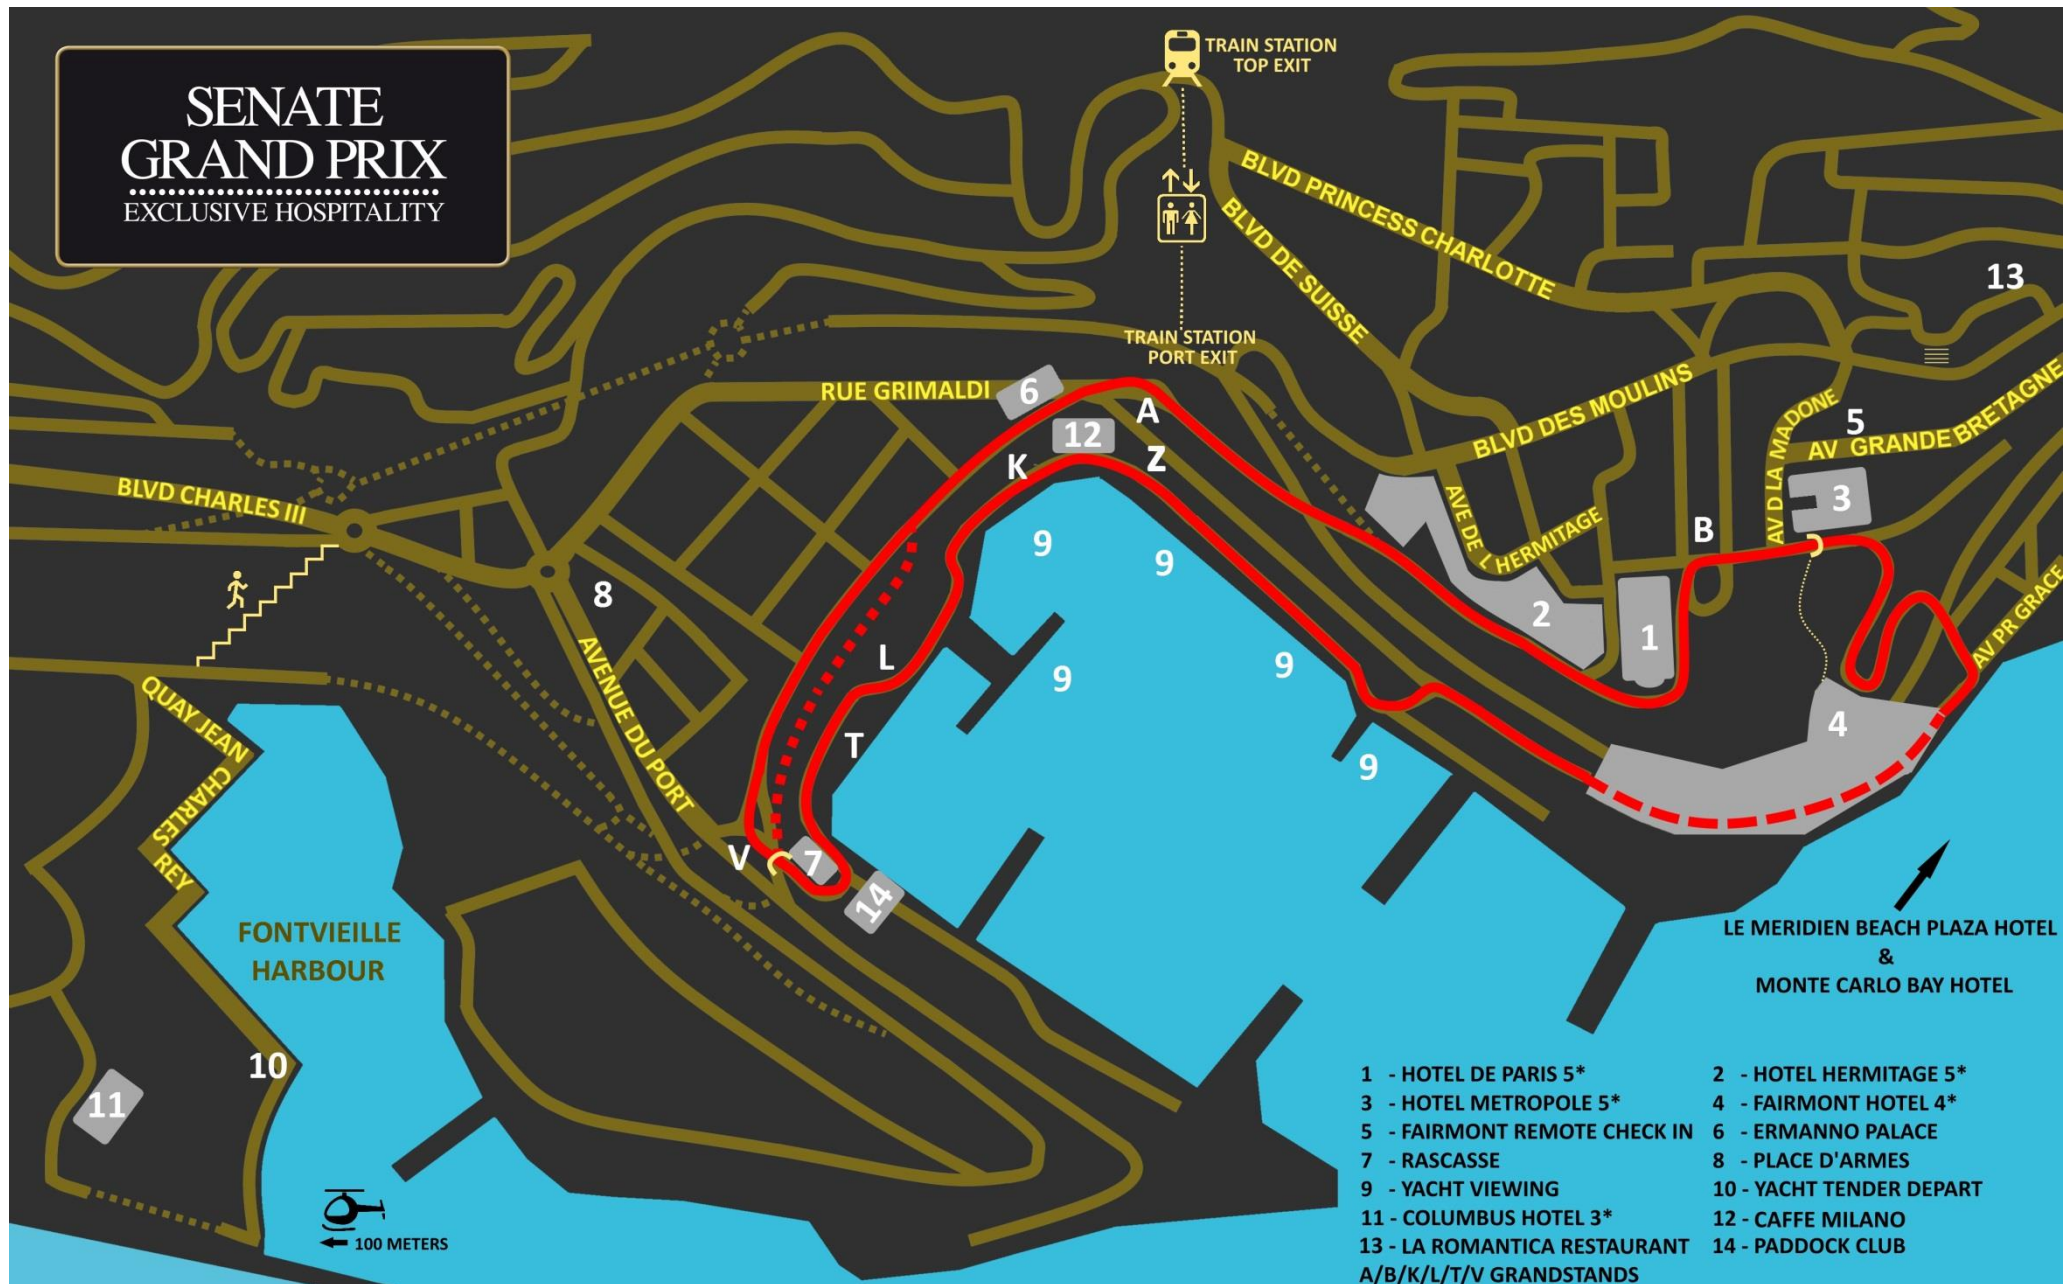 SENATE
GRAND PRIX
EXCLUSIVE HOSPITALITY
TRAIN STATION
TOP EXIT
TRAIN STATION
PORT EXIT
BLVD PRINCESS CHARLOTTE
BLVD DE SUISSE
13
RUE GRIMALDI
6
A
12
K
Z
BLVD DES MOULINS
AV D LA MADONE
5
AV GRANDE BRETAGNE
3
BLVD CHARLES III
AVE DE L HERMITAGE
B
9
9
8
2
1
AV PR GRACE
L
9
9
AVENUE DU PORT
QUAY JEAN
CHARLES
REY
T
9
4
V
7
14
FONTVIEILLE
HARBOUR
LE MERIDIEN BEACH PLAZA HOTEL
&
MONTE CARLO BAY HOTEL
10
11
100 METERS
1 - HOTEL DE PARIS 5*
2 - HOTEL HERMITAGE 5*
3 - HOTEL METROPOLE 5*
4 - FAIRMONT HOTEL 4*
5 - FAIRMONT REMOTE CHECK IN
6 - ERMANNO PALACE
7 - RASCASSE
8 - PLACE D'ARMES
9 - YACHT VIEWING
10 - YACHT TENDER DEPART
11 - COLUMBUS HOTEL 3*
12 - CAFFE MILANO
13 - LA ROMANTICA RESTAURANT
14 - PADDOCK CLUB
A/B/K/L/T/V GRANDSTANDS